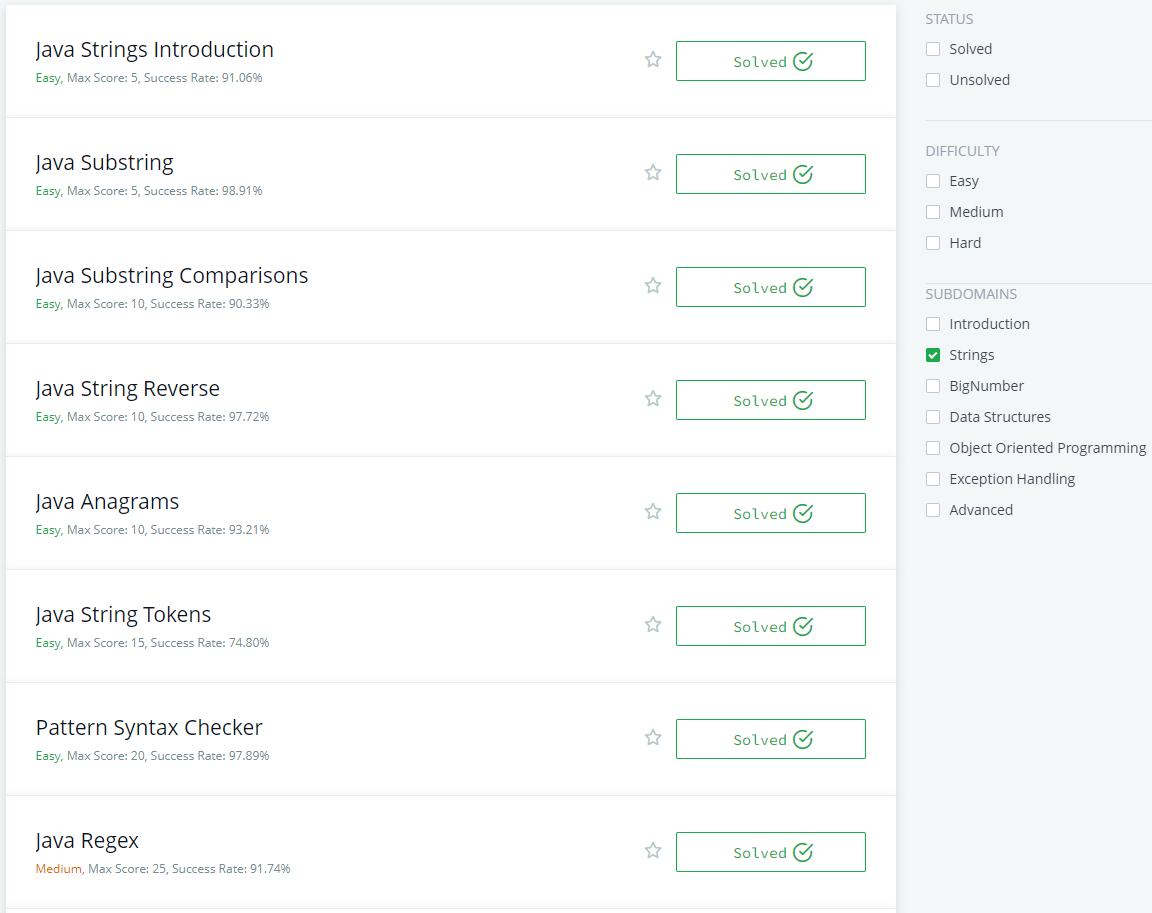 Java Strings Introduction
Easy, Max Score: 5, Success Rate: 91.06%
Solved
Java Substring
Easy, Max Score: 5, Success Rate: 98.91%
Solved
Java Substring Comparisons
Easy, Max Score: 10, Success Rate: 90.33%
Solved
Java String Reverse
Easy, Max Score: 10, Success Rate: 97.72%
Solved
Java Anagrams
Easy, Max Score: 10, Success Rate: 93.21%
Solved
Java String Tokens
Easy, Max Score: 15, Success Rate: 74.80%
Solved
Pattern Syntax Checker
Easy, Max Score: 20, Success Rate: 97.89%
Solved
Java Regex
Medium, Max Score: 25, Success Rate: 91.74%
Solved
STATUS
Solved
Unsolved
DIFFICULTY
Easy
Medium
Hard
SUBDOMAINS
Introduction
Strings
BigNumber
Data Structures
Object Oriented Programming
Exception Handling
Advanced